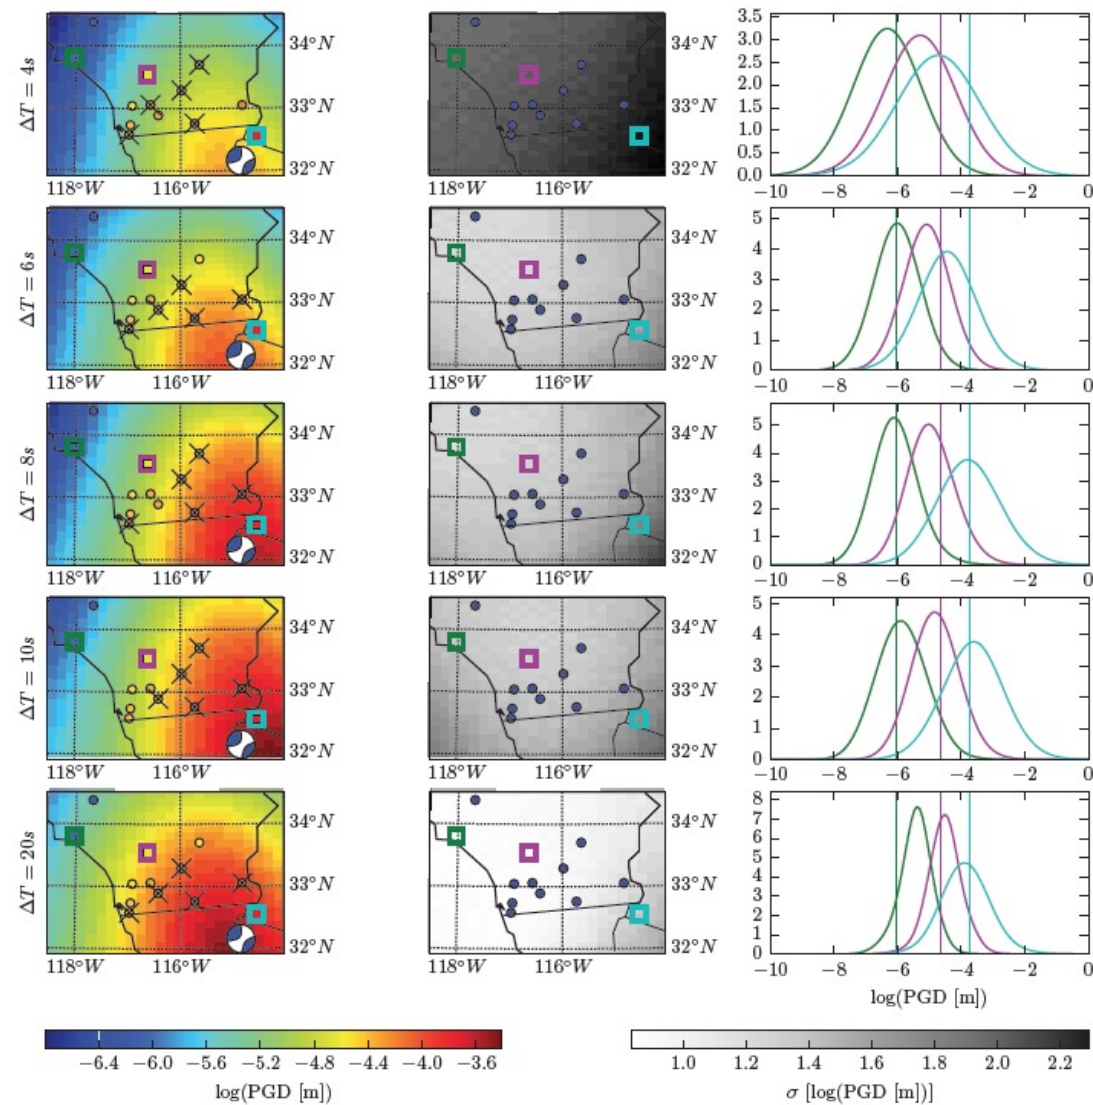 ΔT = 4s
34°N
33°N
32°N
118°W 116°W
34°N
33°N
32°N
118°W 116°W
3.5
3.0
2.5
2.0
1.5
1.0
0.5
0.0
−10 −8 −6 −4 −2 0
ΔT = 6s
34°N
33°N
32°N
118°W 116°W
34°N
33°N
32°N
118°W 116°W
5
4
3
2
1
0
−10 −8 −6 −4 −2 0
ΔT = 8s
34°N
33°N
32°N
118°W 116°W
34°N
33°N
32°N
118°W 116°W
5
4
3
2
1
0
−10 −8 −6 −4 −2 0
ΔT = 10s
34°N
33°N
32°N
118°W 116°W
34°N
33°N
32°N
118°W 116°W
5
4
3
2
1
0
−10 −8 −6 −4 −2 0
ΔT = 20s
34°N
33°N
32°N
118°W 116°W
34°N
33°N
32°N
118°W 116°W
8
7
6
5
4
3
2
1
0
−10 −8 −6 −4 −2 0
log(PGD [m])
−6.4 −6.0 −5.6 −5.2 −4.8 −4.4 −4.0 −3.6
log(PGD [m])
1.0 1.2 1.4 1.6 1.8 2.0 2.2
σ [log(PGD [m])]